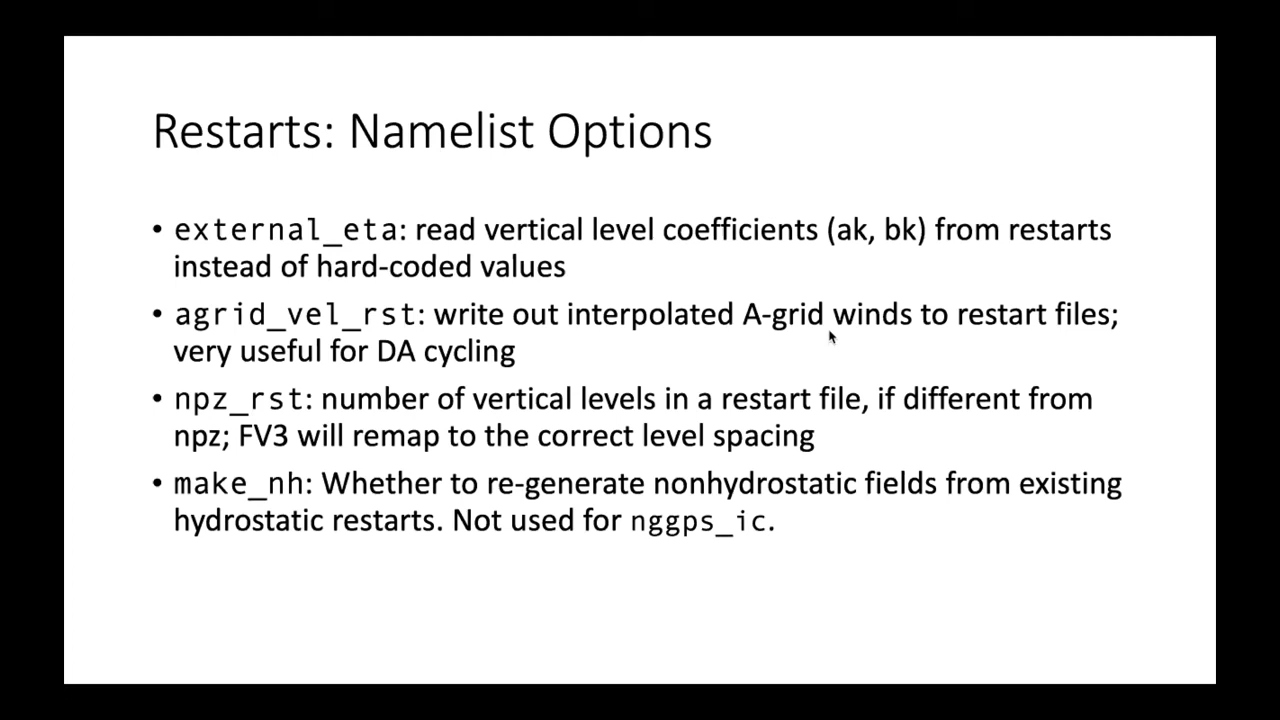 Restarts: Namelist Options
• external_eta: read vertical level coefficients (ak, bk) from restarts
instead of hard-coded values
• agrid_vel_rst: write out interpolated A-grid winds to restart files;
very useful for DA cycling
• npz_rst: number of vertical levels in a restart file, if different from
npz; FV3 will remap to the correct level spacing
• make_nh: Whether to re-generate nonhydrostatic fields from existing
hydrostatic restarts. Not used for nggps_ic.